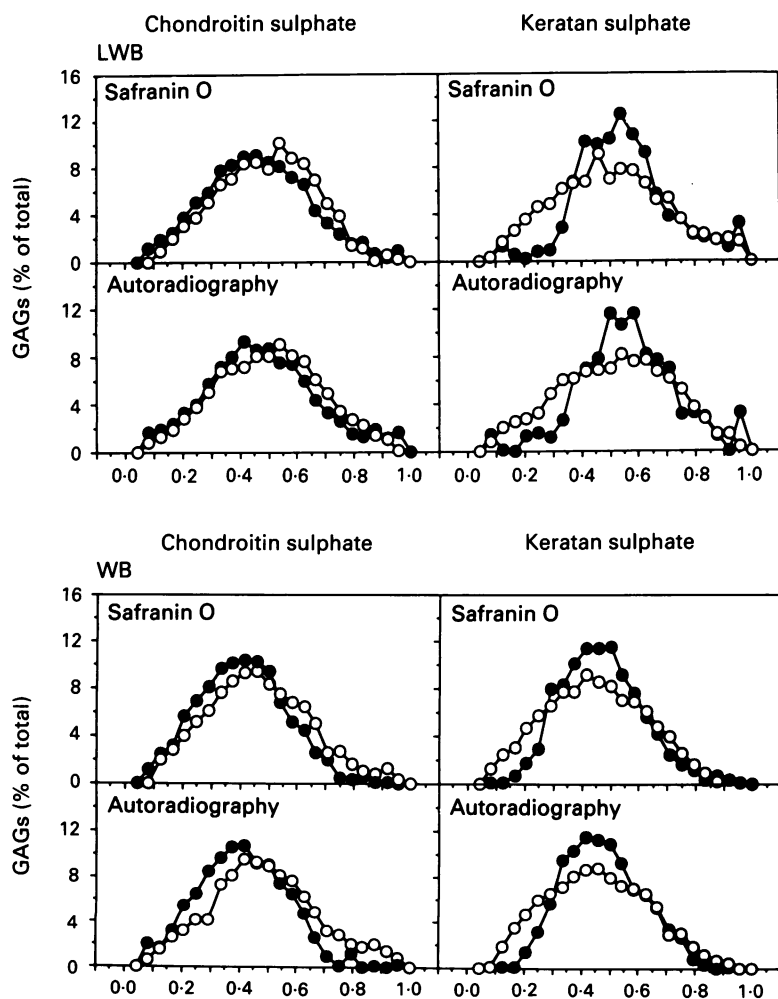 Chondroitin sulphate Keratan sulphate
LWB
16 Safranin O Safranin O
12
8
4
0
GAGs (% of total)
Autoradiography Autoradiography
12
8
4
0
0·0 0·2 0·4 0·6 0·8 1·0 0·0 0·2 0·4 0·6 0·8 1·0
Chondroitin sulphate Keratan sulphate
WB
16
Safranin O Safranin O
12
8
4
0
GAGs (% of total)
Autoradiography Autoradiography
12
8
4
0
0·0 0·2 0·4 0·6 0·8 1·0 0·0 0·2 0·4 0·6 0·8 1·0